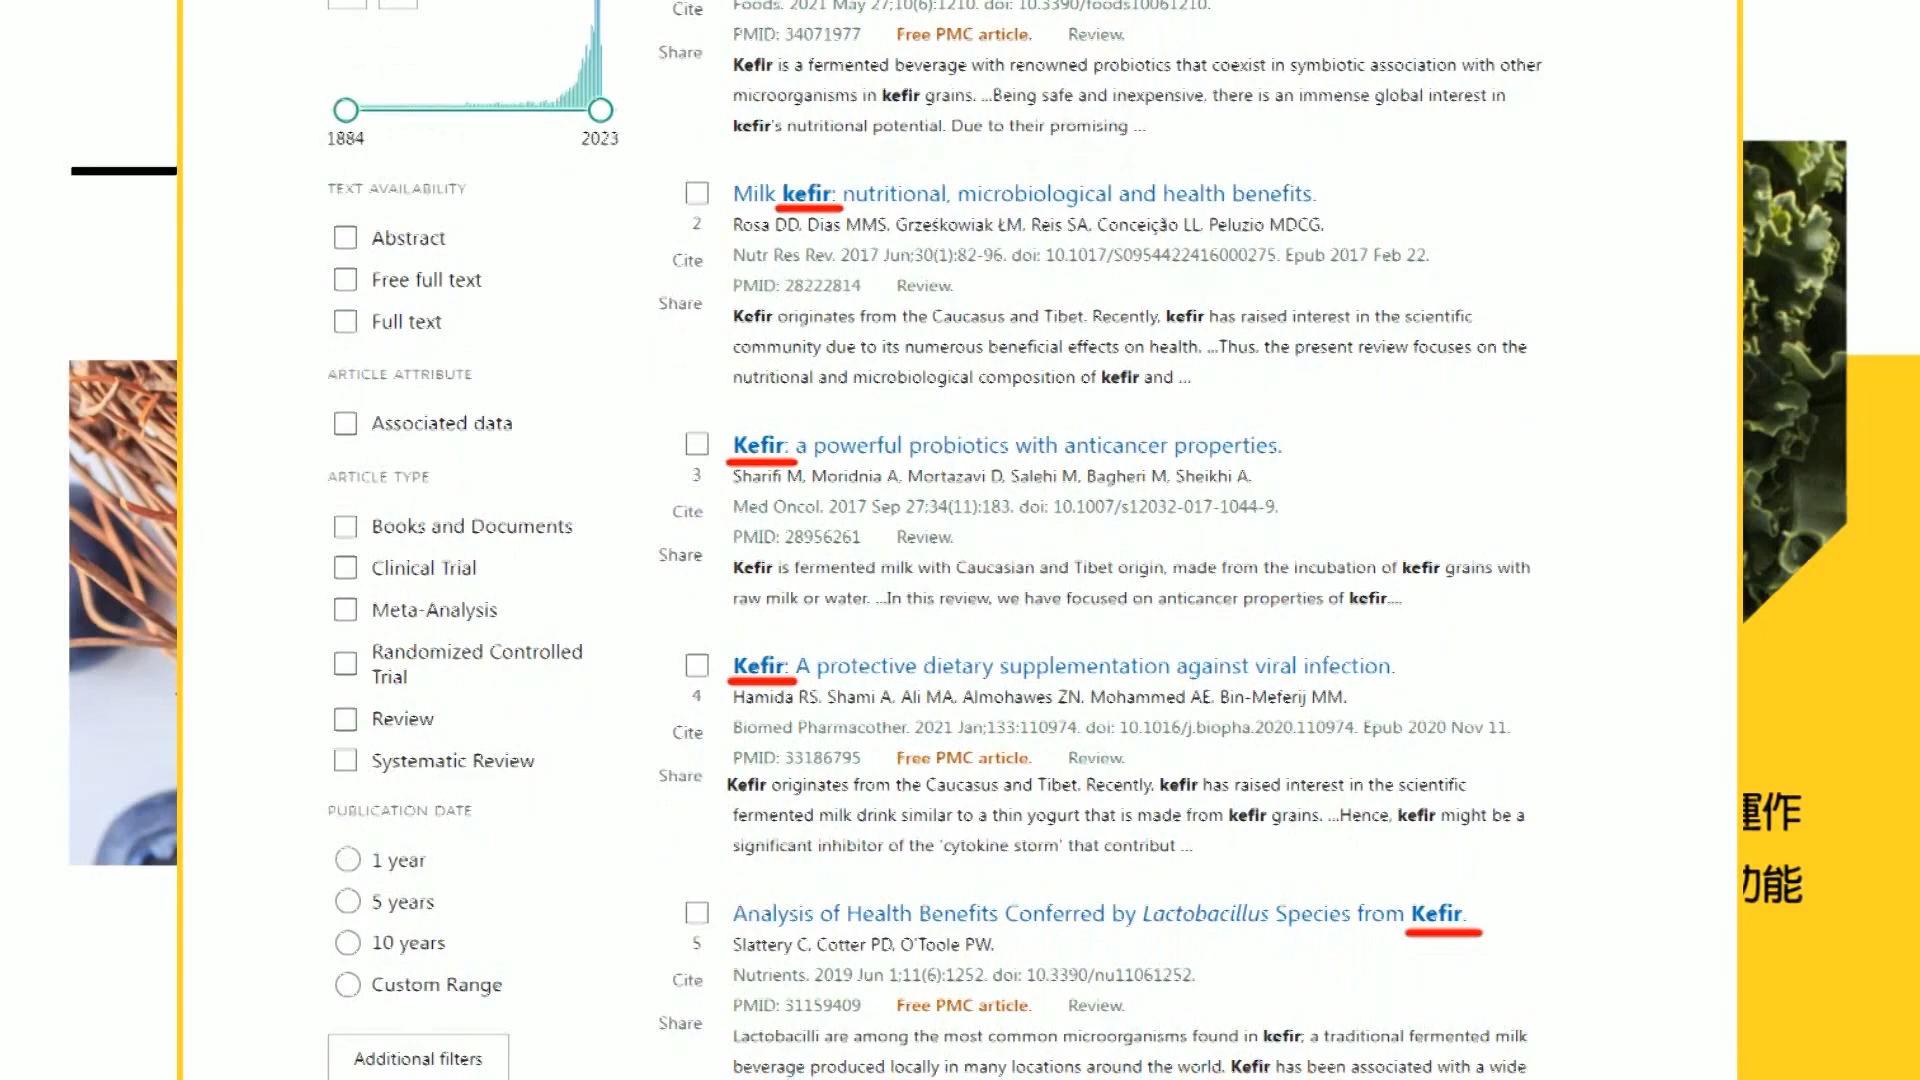 1884
2023
TEXT AVAILABILITY
Abstract
Free full text
Full text
ARTICLE ATTRIBUTE
Associated data
ARTICLE TYPE
Books and Documents
Clinical Trial
Meta-Analysis
Randomized Controlled
Trial
Review
Systematic Review
PUBLICATION DATE
1 year
5 years
10 years
Custom Range
Additional filters
Cite
Share
Foods. 2021 May 27;10(6):1210. doi: 10.3390/foods10061210.
PMID: 34071977 Free PMC article. Review.
Kefir is a fermented beverage with renowned probiotics that coexist in symbiotic association with other
microorganisms in kefir grains. ...Being safe and inexpensive, there is an immense global interest in
kefir's nutritional potential. Due to their promising ...
2
Cite
Share
Milk kefir: nutritional, microbiological and health benefits.
Rosa DD, Dias MMS, Grześkowiak ŁM, Reis SA, Conceição LL, Peluzio MDCG.
Nutr Res Rev. 2017 Jun;30(1):82-96. doi: 10.1017/S0954422416000275. Epub 2017 Feb 22.
PMID: 28222814 Review.
Kefir originates from the Caucasus and Tibet. Recently, kefir has raised interest in the scientific
community due to its numerous beneficial effects on health. ...Thus, the present review focuses on the
nutritional and microbiological composition of kefir and ...
3
Cite
Share
Kefir: a powerful probiotics with anticancer properties.
Sharifi M, Moridnia A, Mortazavi D, Salehi M, Bagheri M, Sheikhi A.
Med Oncol. 2017 Sep 27;34(11):183. doi: 10.1007/s12032-017-1044-9.
PMID: 28956261 Review.
Kefir is fermented milk with Caucasian and Tibet origin, made from the incubation of kefir grains with
raw milk or water. ...In this review, we have focused on anticancer properties of kefir....
4
Cite
Share
Kefir: A protective dietary supplementation against viral infection.
Hamida RS, Shami A, Ali MA, Almohawes ZN, Mohammed AE, Bin-Meferij MM.
Biomed Pharmacother. 2021 Jan;133:110974. doi: 10.1016/j.biopha.2020.110974. Epub 2020 Nov 11.
PMID: 33186795 Free PMC article. Review.
Kefir originates from the Caucasus and Tibet. Recently, kefir has raised interest in the scientific
fermented milk drink similar to a thin yogurt that is made from kefir grains. ...Hence, kefir might be a
significant inhibitor of the 'cytokine storm' that contribut ...
5
Cite
Share
Analysis of Health Benefits Conferred by Lactobacillus Species from Kefir.
Slattery C, Cotter PD, O'Toole PW.
Nutrients. 2019 Jun 1;11(6):1252. doi: 10.3390/nu11061252.
PMID: 31159409 Free PMC article. Review.
Lactobacilli are among the most common microorganisms found in kefir; a traditional fermented milk
beverage produced locally in many locations around the world. Kefir has been associated with a wide
運作
功能